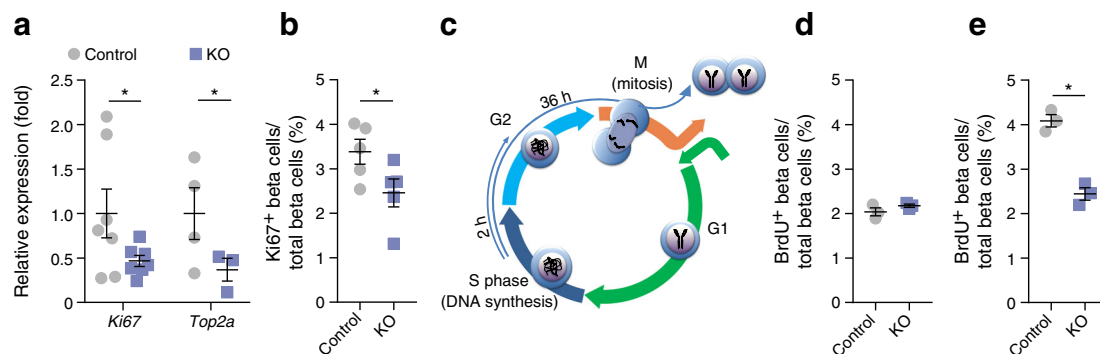 a
Control
KO
Relative expression (fold)
2.5
2.0
1.5
1.0
0.5
0
*
*
Ki67
Top2a
b
Ki67+ beta cells/
total beta cells (%)
5
4
3
2
1
0
*
Control
KO
c
M
(mitosis)
36 h
G2
2 h
G1
S phase
(DNA synthesis)
d
BrdU+ beta cells/
total beta cells (%)
5
4
3
2
1
0
Control
KO
e
BrdU+ beta cells/
total beta cells (%)
5
4
3
2
1
0
*
Control
KO